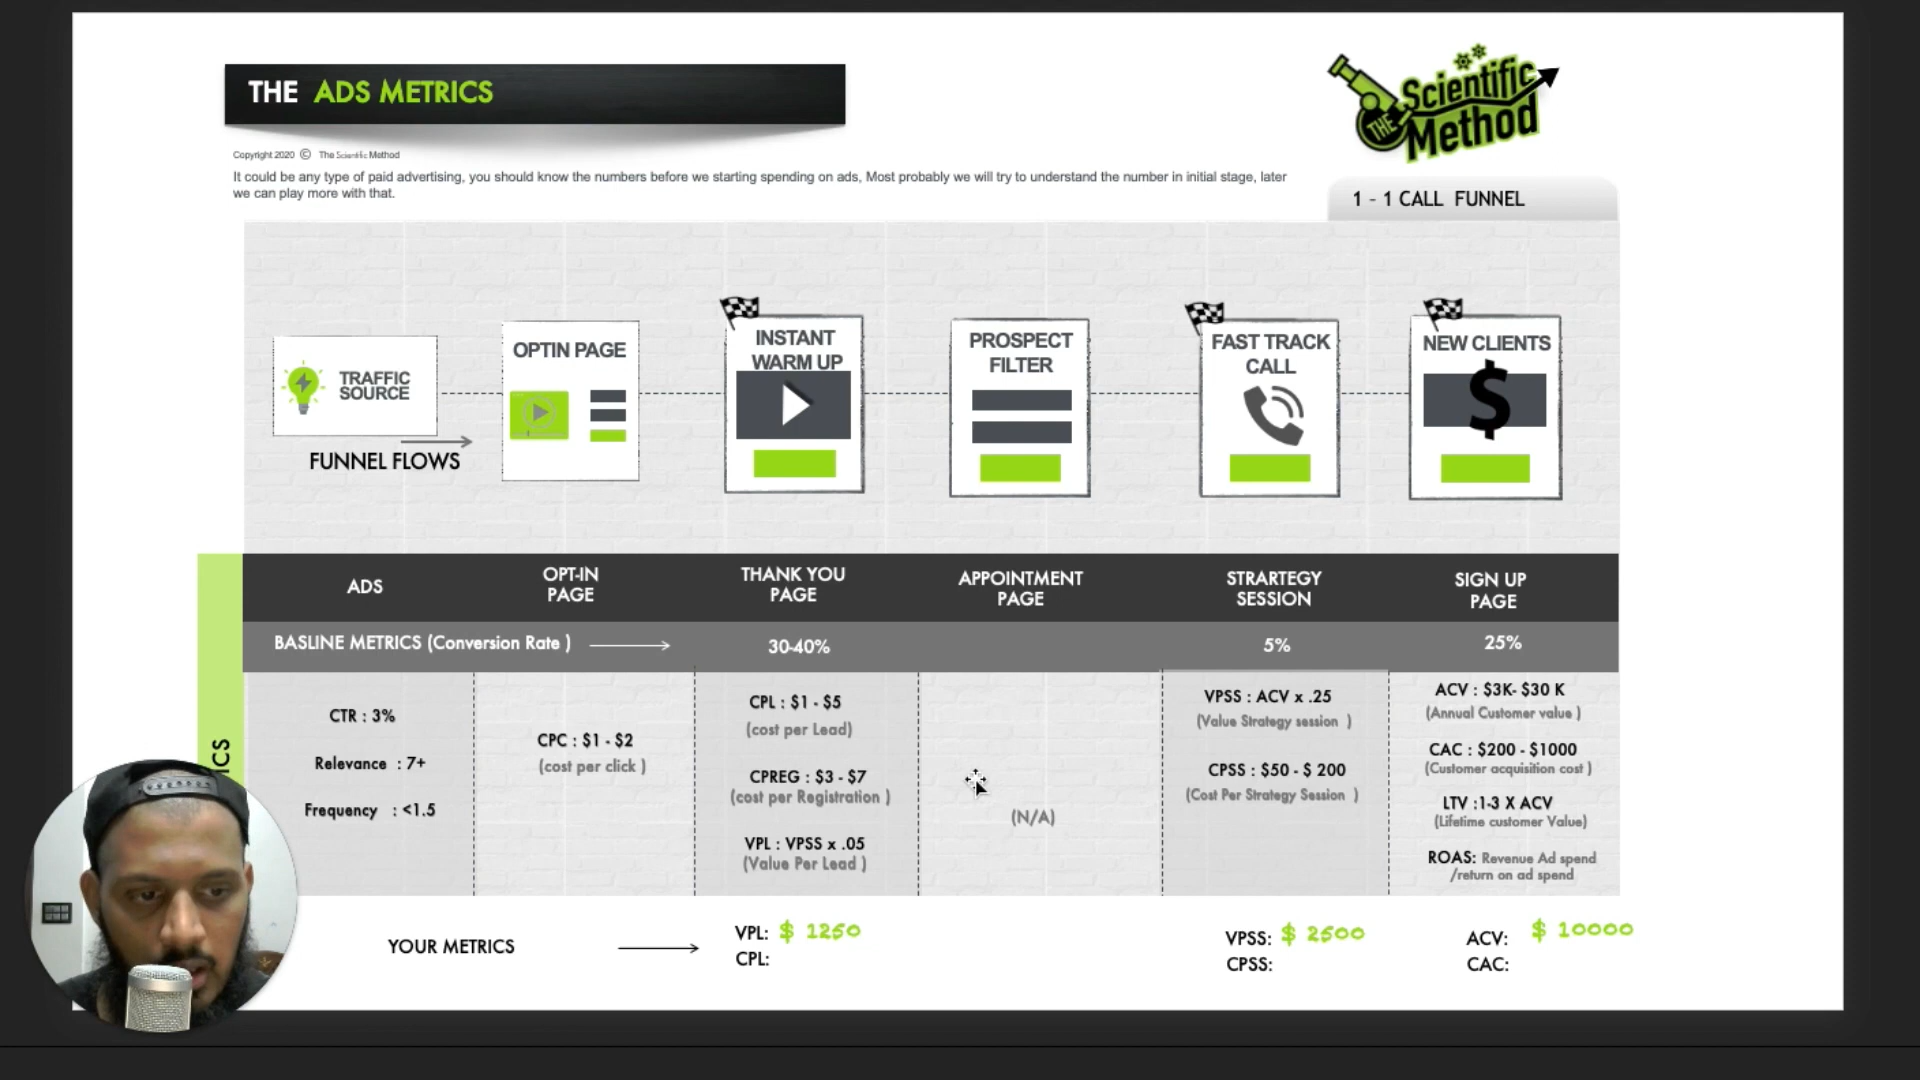 THE ADS METRICS
THE Scientific Method
Copyright 2020 © The Scientific Method
It could be any type of paid advertising, you should know the numbers before we starting spending on ads, Most probably we will try to understand the number in initial stage, later
we can play more with that.
1 - 1 CALL FUNNEL
TRAFFIC
SOURCE
FUNNEL FLOWS
OPTIN PAGE
INSTANT
WARM UP
PROSPECT
FILTER
FAST TRACK
CALL
NEW CLIENTS
$
ADS
OPT-IN
PAGE
THANK YOU
PAGE
APPOINTMENT
PAGE
STRARTEGY
SESSION
SIGN UP
PAGE
BASLINE METRICS (Conversion Rate )
30-40%
5%
25%
CTR : 3%
Relevance : 7+
Frequency : <1.5
CPC : $1 - $2
(cost per click )
CPL : $1 - $5
(cost per Lead)
CPREG : $3 - $7
(cost per Registration )
VPL : VPSS x .05
(Value Per Lead )
(N/A)
VPSS : ACV x .25
(Value Strategy session )
CPSS : $50 - $ 200
(Cost Per Strategy Session )
ACV : $3K- $30 K
(Annual Customer value )
CAC : $200 - $1000
(Customer acquisition cost )
LTV :1-3 X ACV
(Lifetime customer Value)
ROAS: Revenue Ad spend
/return on ad spend
YOUR METRICS
VPL: $ 1250
CPL:
VPSS: $ 2500
CPSS:
ACV: $ 10000
CAC: